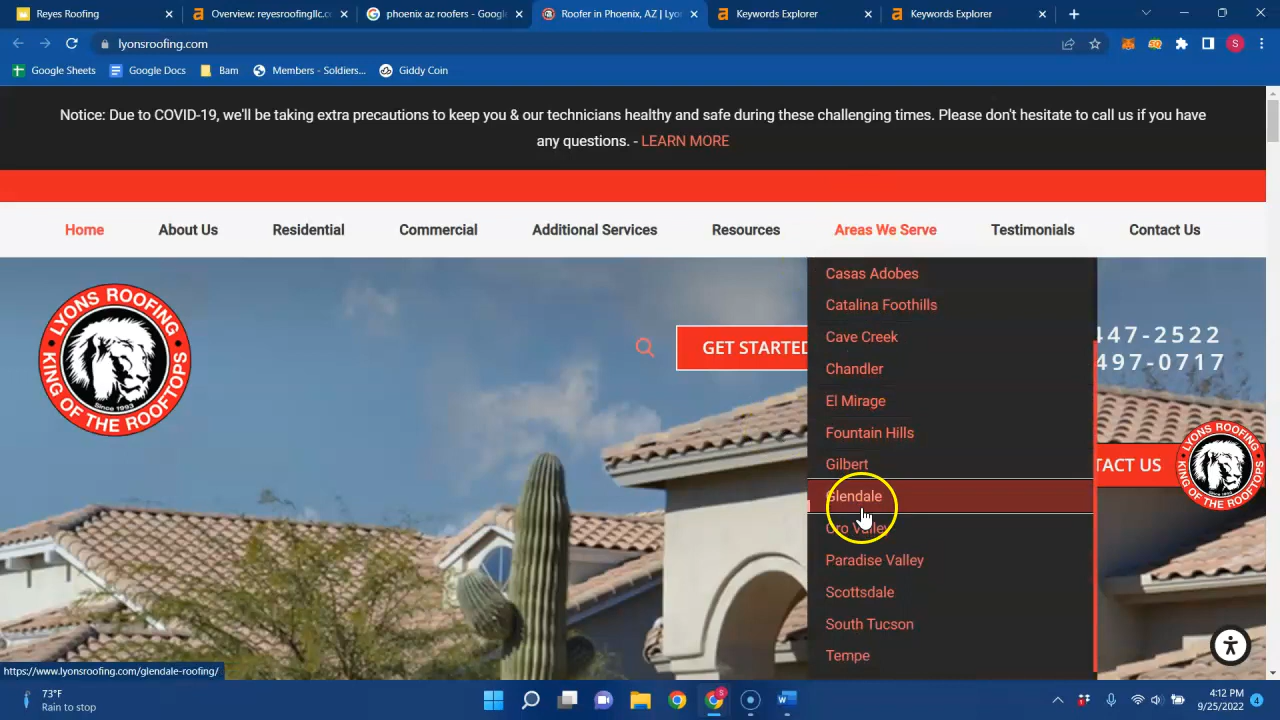 Reyes Roofing
Overview: reyesroofingllc.c
phoenix az roofers - Google
Roofer in Phoenix, AZ | Lyo
Keywords Explorer
Keywords Explorer
lyonsroofing.com
S
Google Sheets
Google Docs
Bam
Members - Soldiers...
Giddy Coin
Notice: Due to COVID-19, we'll be taking extra precautions to keep you & our technicians healthy and safe during these challenging times. Please don't hesitate to call us if you have
any questions. - LEARN MORE
Home
About Us
Residential
Commercial
Additional Services
Resources
Areas We Serve
Testimonials
Contact Us
LYONS ROOFING
Since 1993
KING OF THE ROOFTOPS
GET STARTED
447-2522
497-0717
Casas Adobes
Catalina Foothills
Cave Creek
Chandler
El Mirage
Fountain Hills
Gilbert
Glendale
Oro Valley
Paradise Valley
Scottsdale
South Tucson
Tempe
TACT US
LYONS ROOFING
KING OF THE ROOFTOPS
https://www.lyonsroofing.com/glendale-roofing/
73°F
Rain to stop
4:12 PM
9/25/2022
4